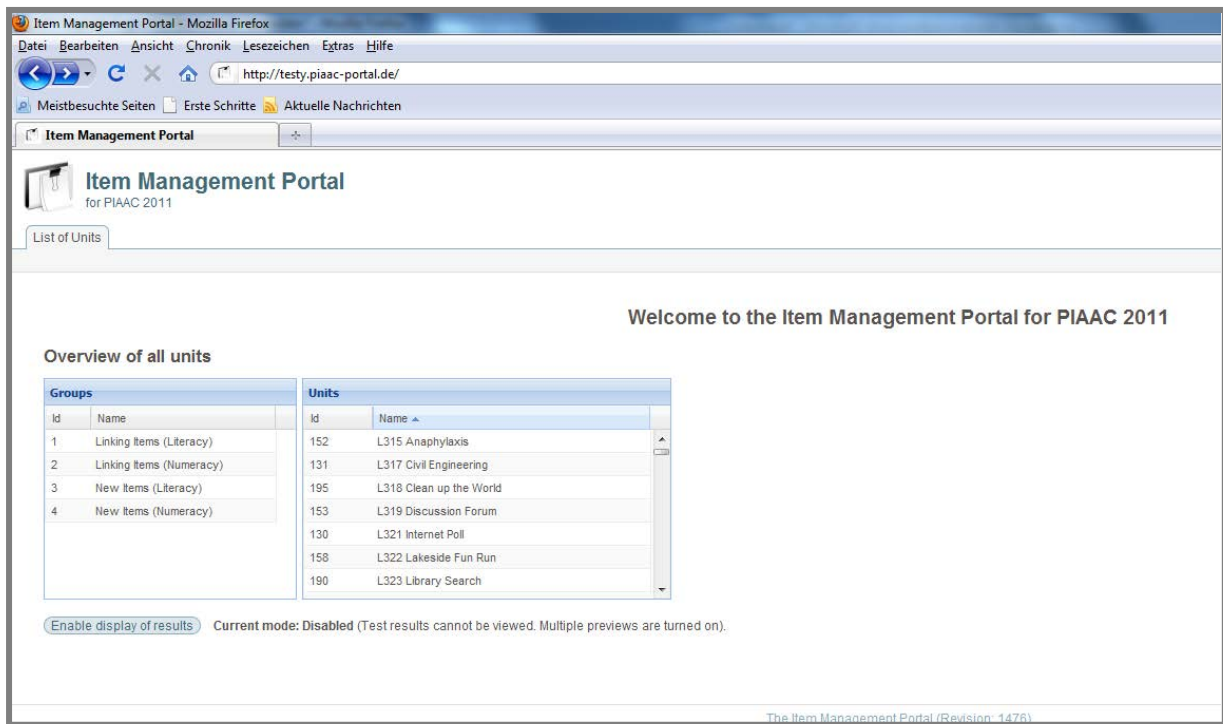 Item Management Portal - Mozilla Firefox
Datei Bearbeiten Ansicht Chronik Lesezeichen Extras Hilfe
http://testy.piaac-portal.de/
Meistbesuchte Seiten Erste Schritte Aktuelle Nachrichten
Item Management Portal
Item Management Portal
for PIAAC 2011
List of Units
Welcome to the Item Management Portal for PIAAC 2011
Overview of all units
Groups
Id Name
1 Linking Items (Literacy)
2 Linking Items (Numeracy)
3 New Items (Literacy)
4 New Items (Numeracy)
Units
Id Name
152 L315 Anaphylaxis
131 L317 Civil Engineering
195 L318 Clean up the World
153 L319 Discussion Forum
130 L321 Internet Poll
158 L322 Lakeside Fun Run
190 L323 Library Search
Enable display of results Current mode: Disabled (Test results cannot be viewed. Multiple previews are turned on).
The Item Management Portal (Revision: 1476)